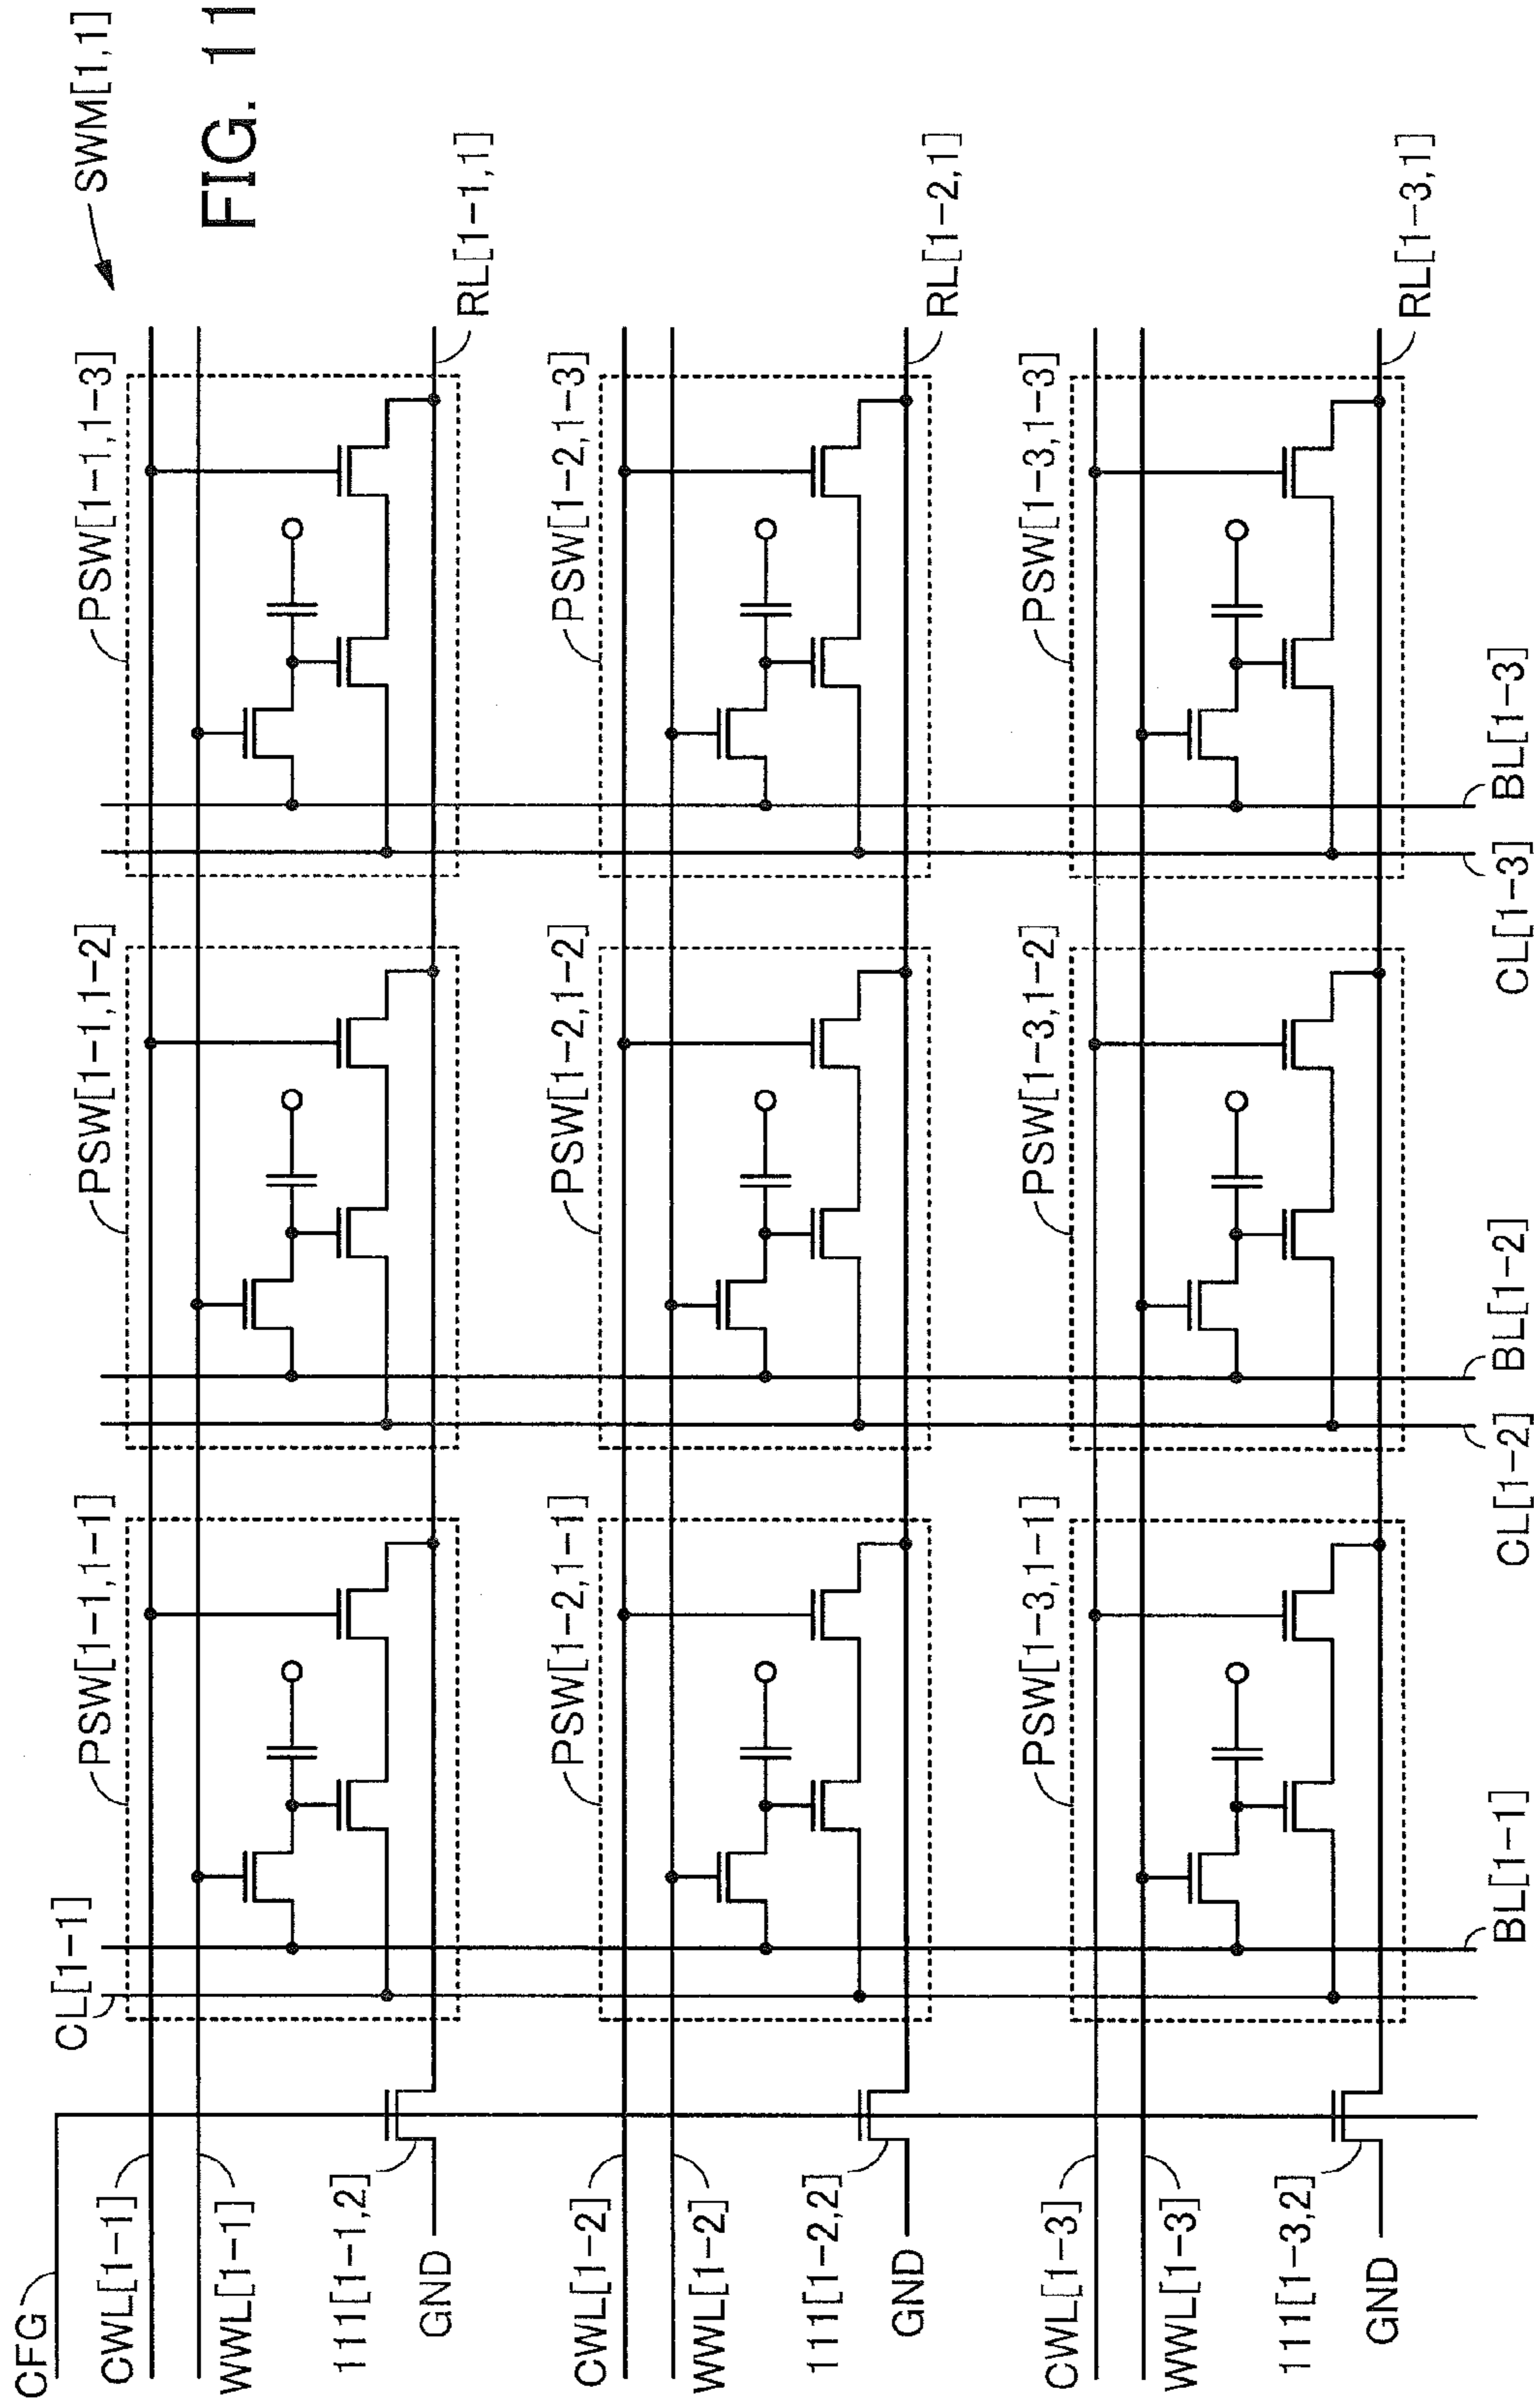 FIG. 11
SWM[1,1]
CFG
CL[1-1]
PSW[1-1,1-1]
PSW[1-1,1-2]
PSW[1-1,1-3]
CWL[1-1]
WWL[1-1]
111[1-1,2]
GND
RL[1-1,1]
PSW[1-2,1-1]
PSW[1-2,1-2]
PSW[1-2,1-3]
CWL[1-2]
WWL[1-2]
111[1-2,2]
GND
RL[1-2,1]
PSW[1-3,1-1]
PSW[1-3,1-2]
PSW[1-3,1-3]
CWL[1-3]
WWL[1-3]
111[1-3,2]
GND
RL[1-3,1]
BL[1-1]
CL[1-2]
BL[1-2]
CL[1-3]
BL[1-3]